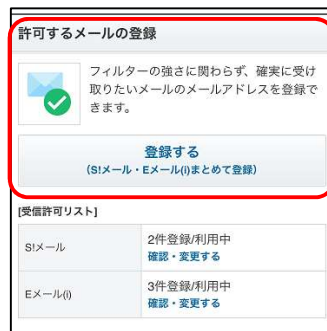 許可するメールの登録
フィルターの強さに関わらず、確実に受け
取りたいメールのメールアドレスを登録で
きます。
登録する
(S!メール・Eメール(i)まとめて登録)
[受信許可リスト]
S!メール
2件登録/利用中
確認・変更する
Eメール(i)
3件登録/利用中
確認・変更する